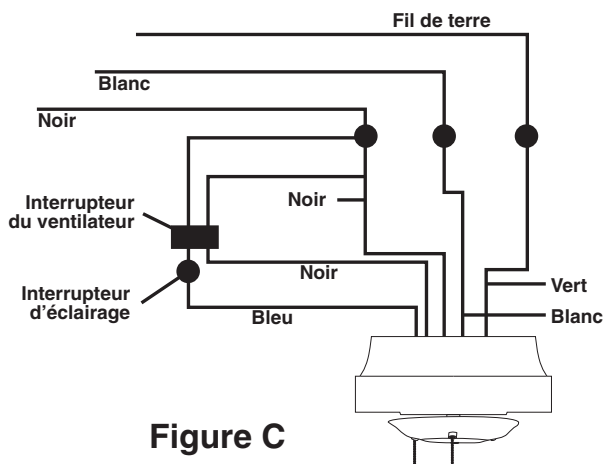 Fil de terre
Blanc
Noir
Interrupteur
du ventilateur
Noir
Noir
Interrupteur
d'éclairage
Vert
Bleu
Blanc
Figure C